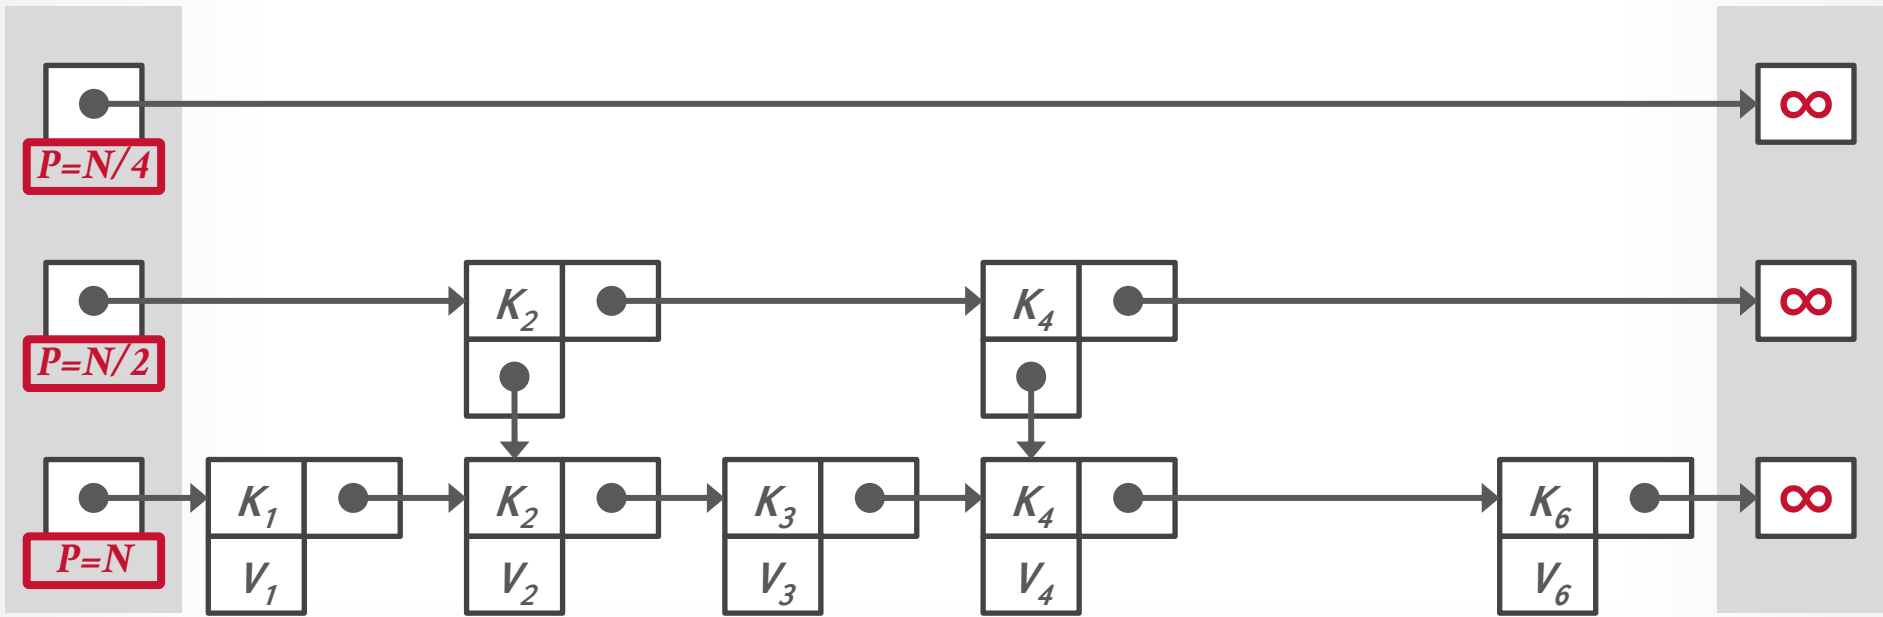 ∞
P=N/4
K₂ K₄ ∞
P=N/2
K₁ K₂ K₃ K₄ K₆ ∞
P=N
V₁ V₂ V₃ V₄ V₆